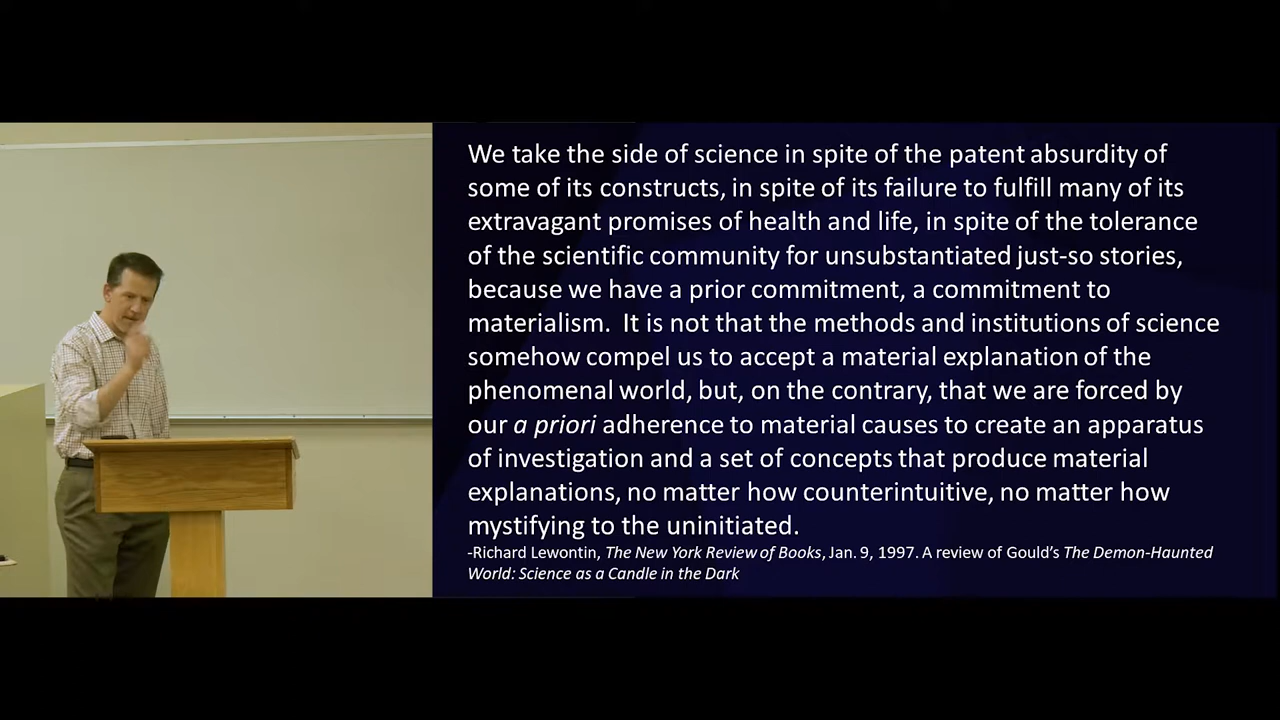 We take the side of science in spite of the patent absurdity of
some of its constructs, in spite of its failure to fulfill many of its
extravagant promises of health and life, in spite of the tolerance
of the scientific community for unsubstantiated just-so stories,
because we have a prior commitment, a commitment to
materialism.  It is not that the methods and institutions of science
somehow compel us to accept a material explanation of the
phenomenal world, but, on the contrary, that we are forced by
our a priori adherence to material causes to create an apparatus
of investigation and a set of concepts that produce material
explanations, no matter how counterintuitive, no matter how
mystifying to the uninitiated.
-Richard Lewontin, The New York Review of Books, Jan. 9, 1997. A review of Gould’s The Demon-Haunted
World: Science as a Candle in the Dark